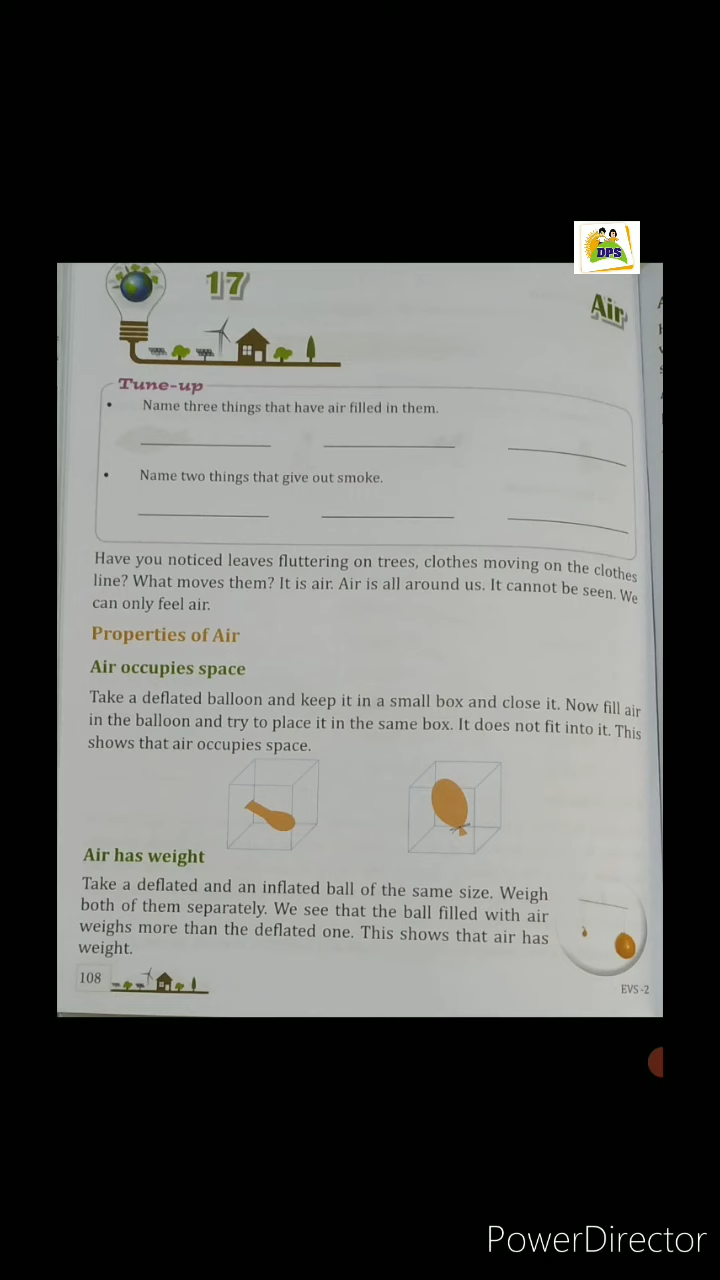 DPS
17
Air
Tune-up
• Name three things that have air filled in them.
• Name two things that give out smoke.
Have you noticed leaves fluttering on trees, clothes moving on the clothes
line? What moves them? It is air. Air is all around us. It cannot be seen. We
can only feel air.
Properties of Air
Air occupies space
Take a deflated balloon and keep it in a small box and close it. Now fill air
in the balloon and try to place it in the same box. It does not fit into it. This
shows that air occupies space.
Air has weight
Take a deflated and an inflated ball of the same size. Weigh
both of them separately. We see that the ball filled with air
weighs more than the deflated one. This shows that air has
weight.
108
EVS-2
PowerDirector